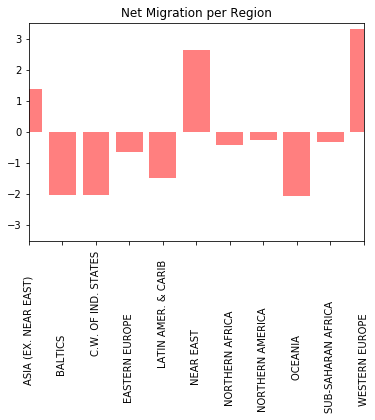 Net Migration per Region
3
2
1
0
−1
−2
−3
ASIA (EX. NEAR EAST)
BALTICS
C.W. OF IND. STATES
EASTERN EUROPE
LATIN AMER. & CARIB
NEAR EAST
NORTHERN AFRICA
NORTHERN AMERICA
OCEANIA
SUB-SAHARAN AFRICA
WESTERN EUROPE